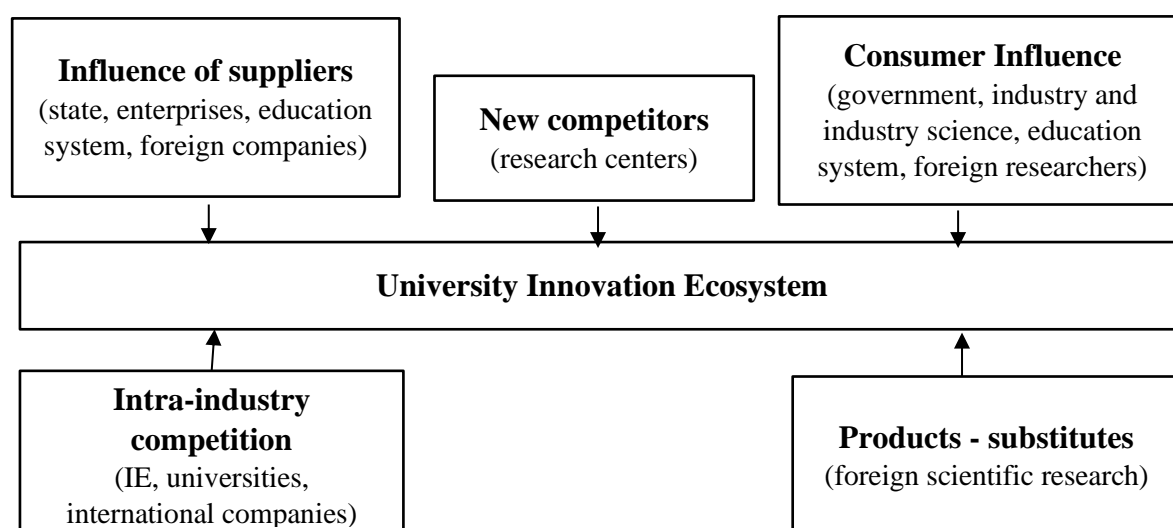 Influence of suppliers
(state, enterprises, education
system, foreign companies)
New competitors
(research centers)
Consumer Influence
(government, industry and
industry science, education
system, foreign researchers)
University Innovation Ecosystem
Intra-industry
competition
(IE, universities,
international companies)
Products - substitutes
(foreign scientific research)